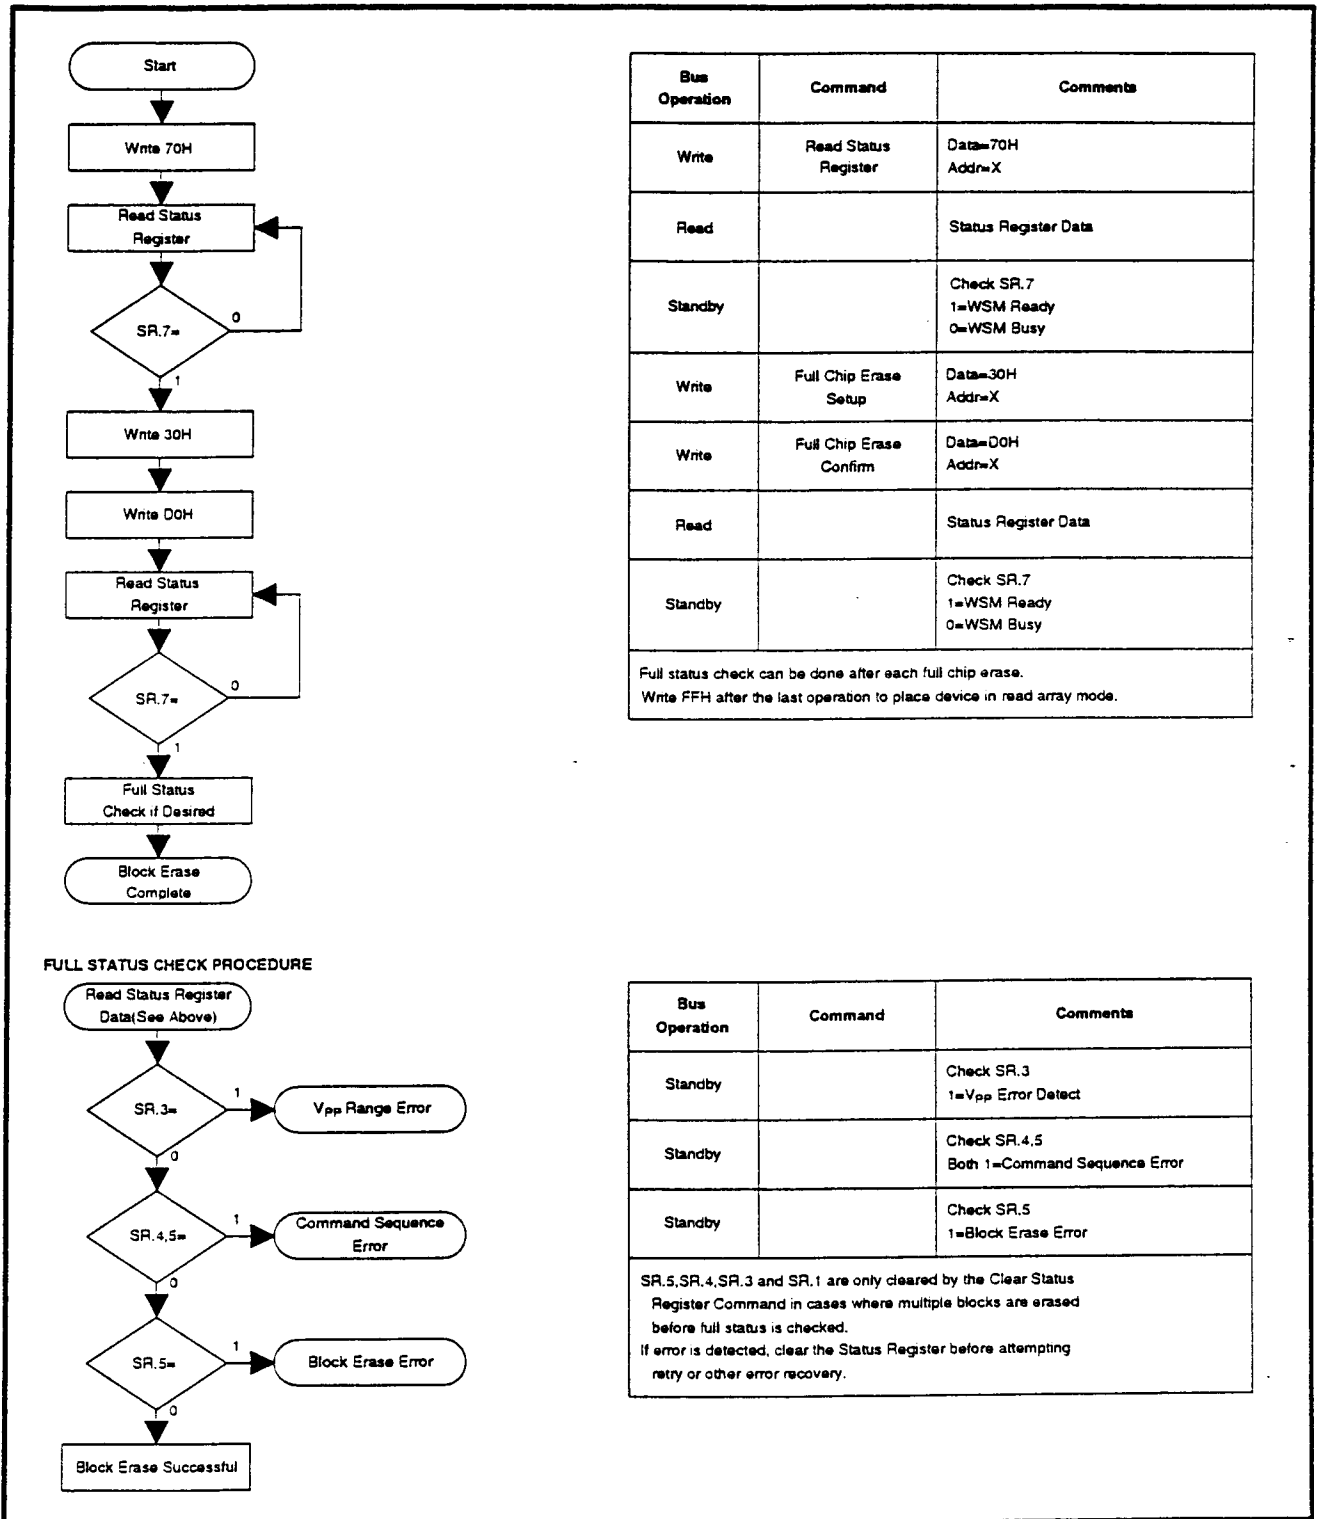 Start
Write 70H
Read Status
Register
SR.7=
0
1
Write 30H
Write D0H
Read Status
Register
SR.7=
0
1
Full Status
Check if Desired
Block Erase
Complete
Bus
Operation
Command
Comments
Write
Read Status
Register
Data=70H
Addr=X
Read
Status Register Data
Standby
Check SR.7
1=WSM Ready
0=WSM Busy
Write
Full Chip Erase
Setup
Data=30H
Addr=X
Write
Full Chip Erase
Confirm
Data=D0H
Addr=X
Read
Status Register Data
Standby
Check SR.7
1=WSM Ready
0=WSM Busy
Full status check can be done after each full chip erase.
Write FFH after the last operation to place device in read array mode.
FULL STATUS CHECK PROCEDURE
Read Status Register
Data(See Above)
SR.3=
1
VPP Range Error
0
SR.4,5=
1
Command Sequence
Error
0
SR.5=
1
Block Erase Error
0
Block Erase Successful
Bus
Operation
Command
Comments
Standby
Check SR.3
1=VPP Error Detect
Standby
Check SR.4,5
Both 1=Command Sequence Error
Standby
Check SR.5
1=Block Erase Error
SR.5,SR.4,SR.3 and SR.1 are only cleared by the Clear Status
Register Command in cases where multiple blocks are erased
before full status is checked.
If error is detected, clear the Status Register before attempting
retry or other error recovery.